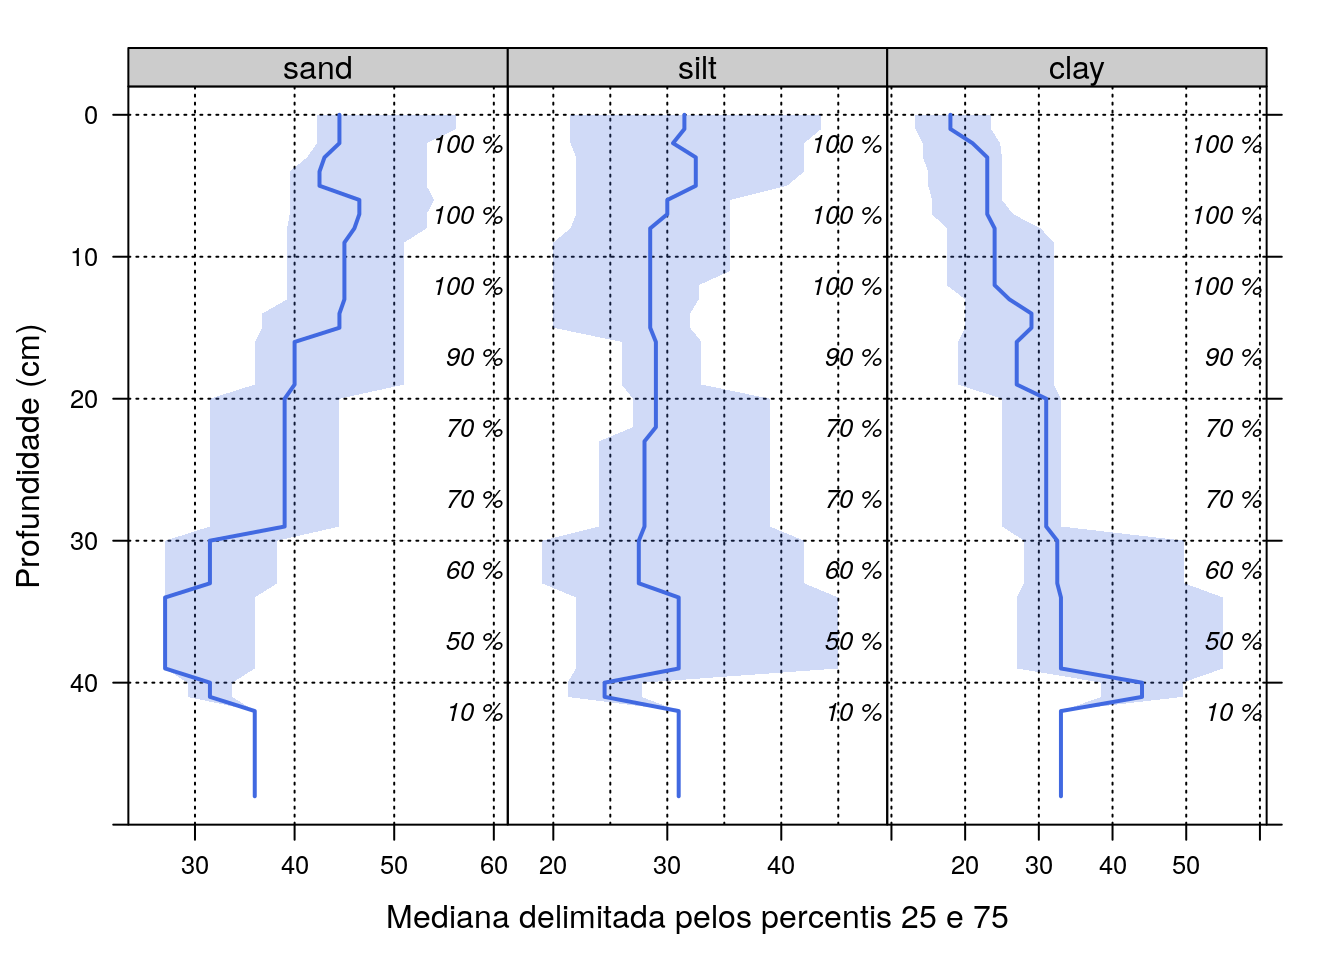 sand silt clay
0
100 % 100 % 100 %
100 % 100 % 100 %
10
100 % 100 % 100 %
90 % 90 % 90 %
20
70 % 70 % 70 %
70 % 70 % 70 %
30
60 % 60 % 60 %
50 % 50 % 50 %
40
10 % 10 % 10 %
Profundidade (cm)
30 40 50 60 20 30 40 20 30 40 50
Mediana delimitada pelos percentis 25 e 75